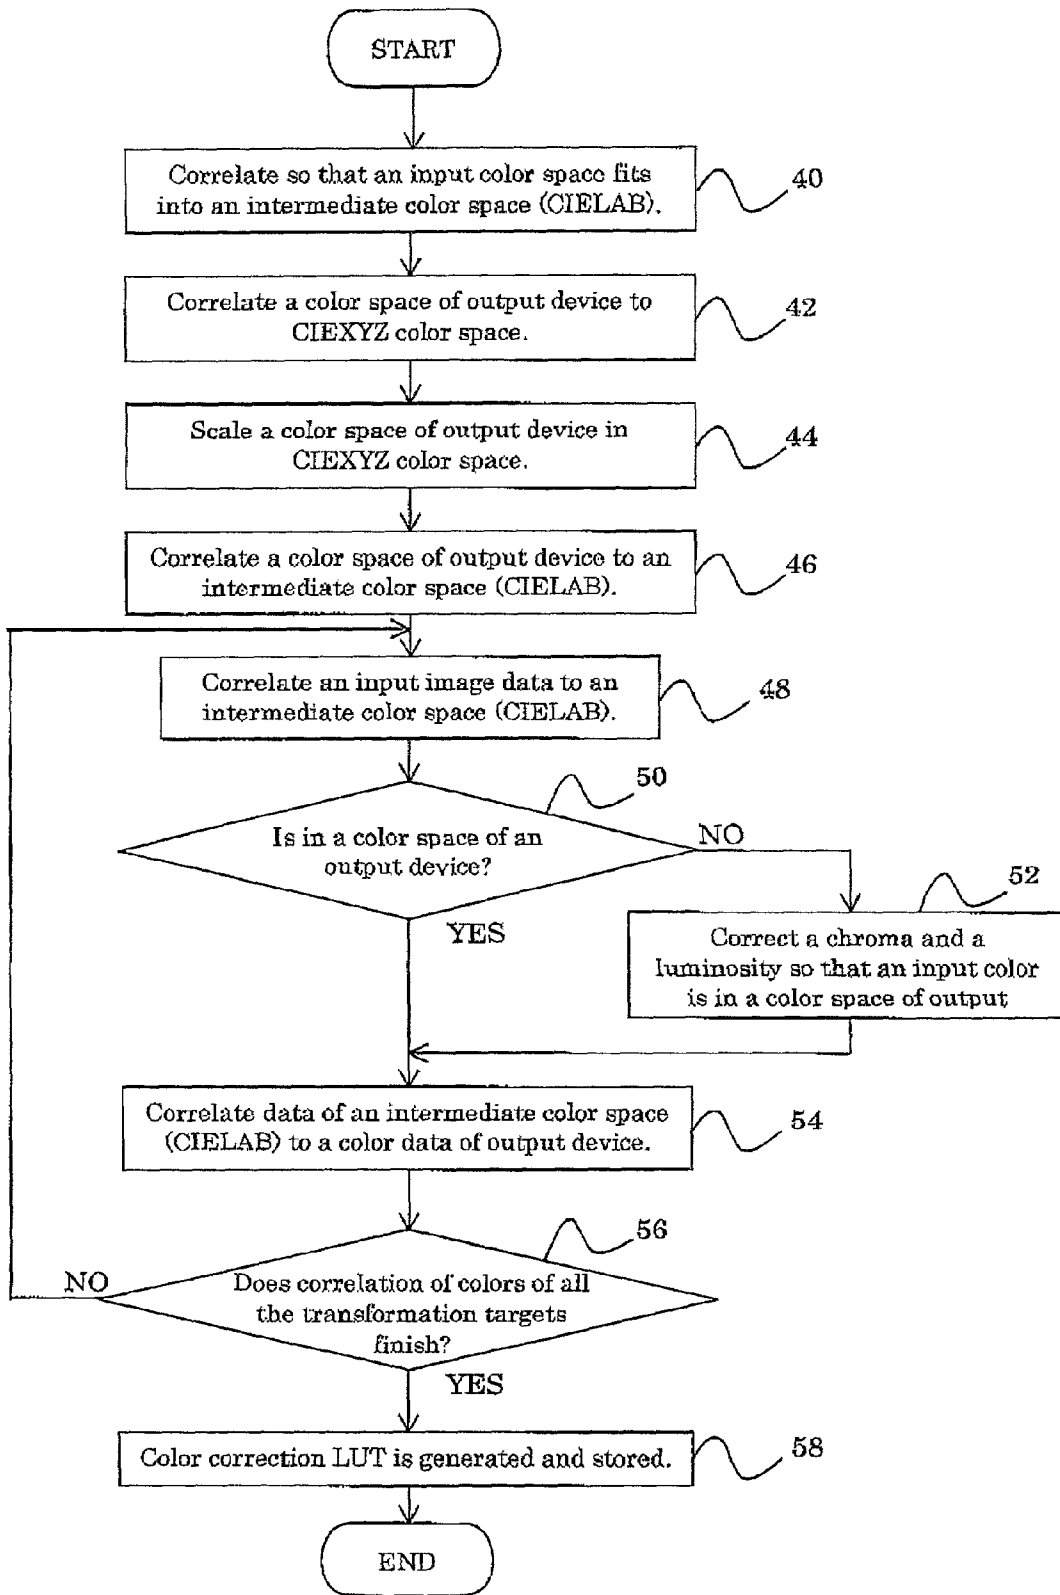 START
Correlate so that an input color space fits
into an intermediate color space (CIELAB).
40
Correlate a color space of output device to
CIEXYZ color space.
42
Scale a color space of output device in
CIEXYZ color space.
44
Correlate a color space of output device to an
intermediate color space (CIELAB).
46
Correlate an input image data to an
intermediate color space (CIELAB).
48
50
Is in a color space of an
output device?
NO
YES
52
Correct a chroma and a
luminosity so that an input color
is in a color space of output
Correlate data of an intermediate color space
(CIELAB) to a color data of output device.
54
56
NO
Does correlation of colors of all
the transformation targets
finish?
YES
Color correction LUT is generated and stored.
58
END